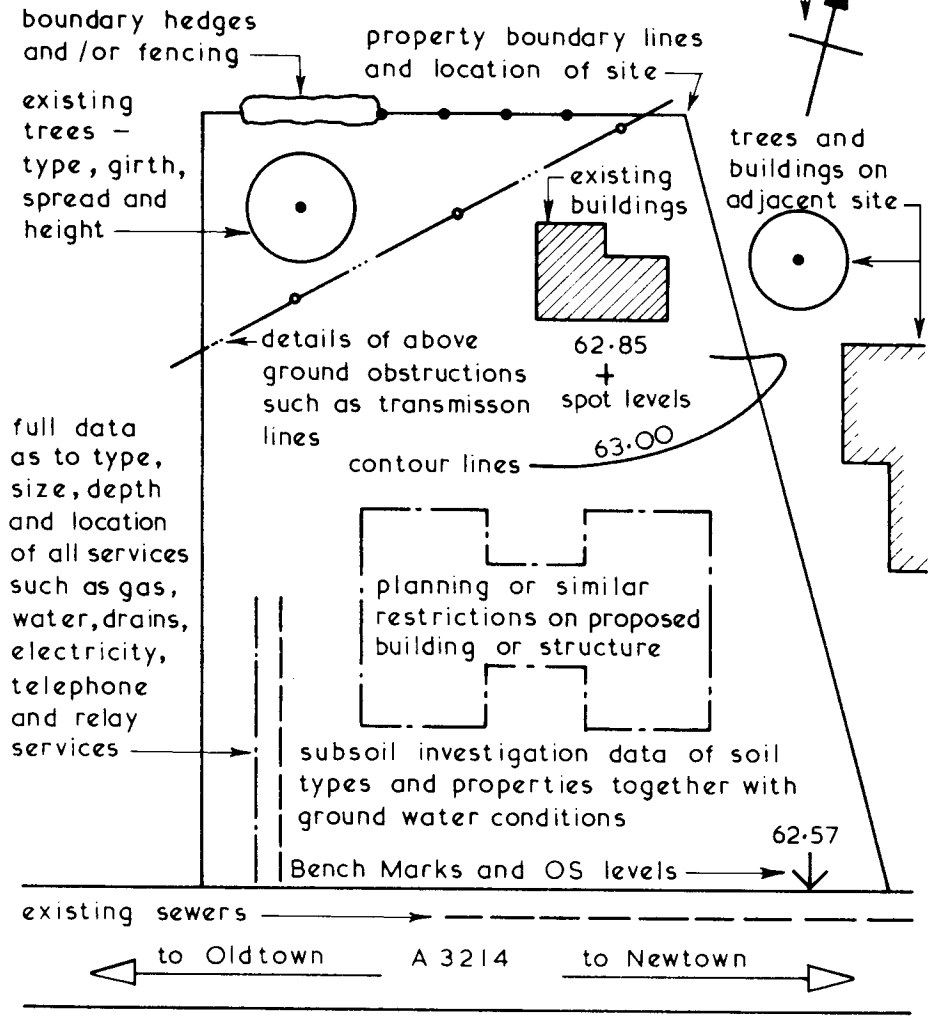 boundary hedges
and /or fencing
property boundary lines
and location of site
existing
trees –
type, girth,
spread and
height
trees and
buildings on
adjacent site
existing
buildings
details of above
ground obstructions
such as transmisson
lines
62·85
spot levels
63·00
contour lines
full data
as to type,
size, depth
and location
of all services
such as gas,
water, drains,
electricity,
telephone
and relay
services
planning or similar
restrictions on proposed
building or structure
subsoil investigation data of soil
types and properties together with
ground water conditions
62·57
Bench Marks and OS levels
existing sewers
to Oldtown A 3214 to Newtown